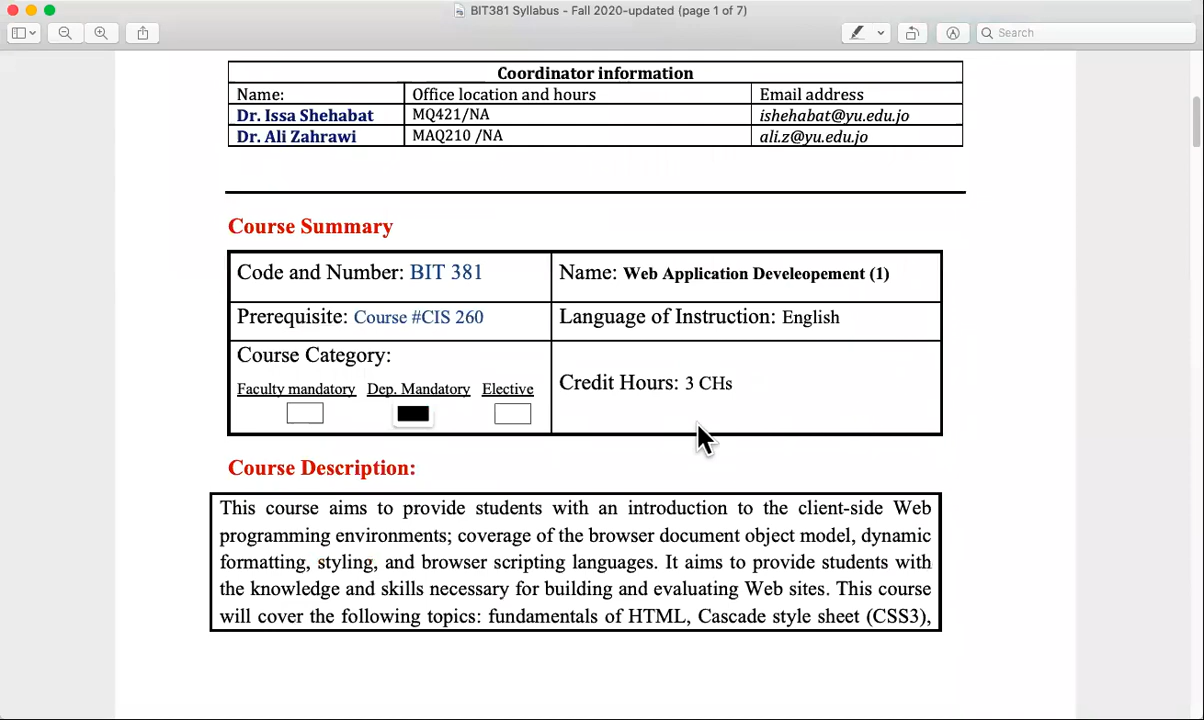 BIT381 Syllabus - Fall 2020-updated (page 1 of 7)
Search
Coordinator information
Name: Office location and hours Email address
Dr. Issa Shehabat MQ421/NA ishehabat@yu.edu.jo
Dr. Ali Zahrawi MAQ210 /NA ali.z@yu.edu.jo
Course Summary
Code and Number: BIT 381 Name: Web Application Develeopement (1)
Prerequisite: Course #CIS 260 Language of Instruction: English
Course Category:
Faculty mandatory Dep. Mandatory Elective
Credit Hours: 3 CHs
Course Description:
This course aims to provide students with an introduction to the client-side Web
programming environments; coverage of the browser document object model, dynamic
formatting, styling, and browser scripting languages. It aims to provide students with
the knowledge and skills necessary for building and evaluating Web sites. This course
will cover the following topics: fundamentals of HTML, Cascade style sheet (CSS3),